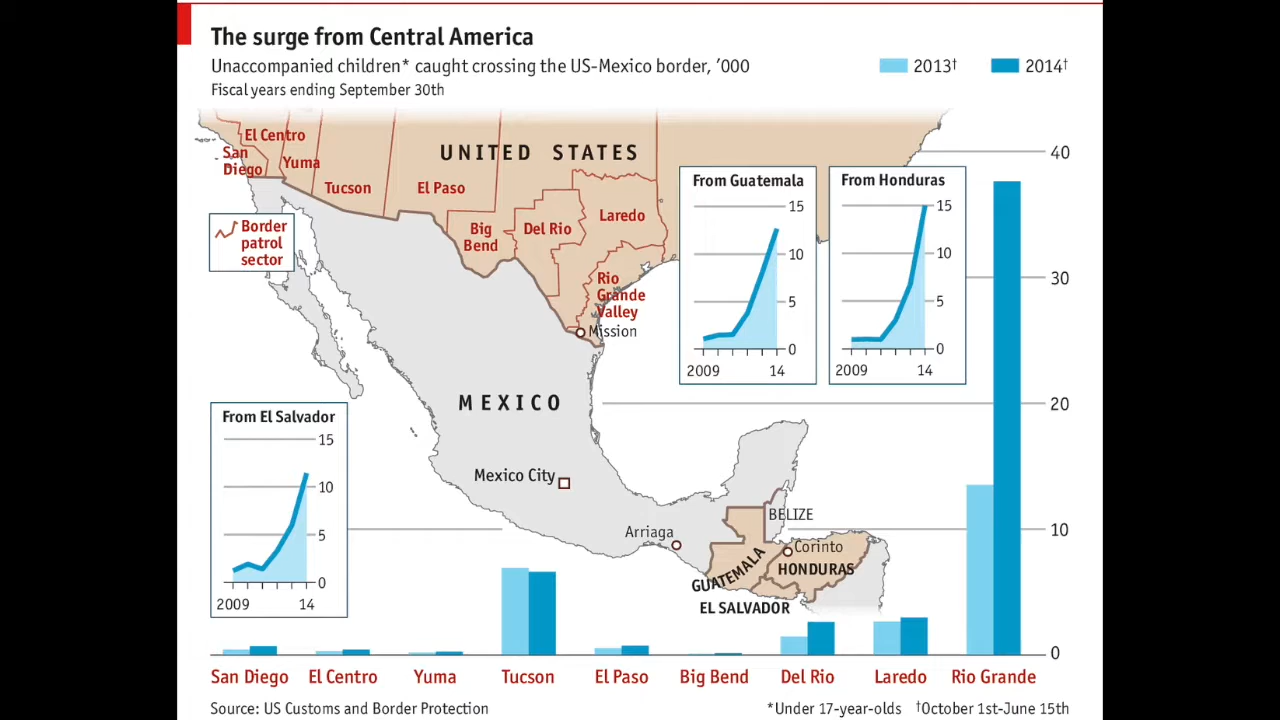 The surge from Central America
Unaccompanied children* caught crossing the US-Mexico border, ’000
Fiscal years ending September 30th
2013†
2014†
El Centro
San
Diego
Yuma
Tucson
El Paso
UNITED STATES
Big
Bend
Del Rio
Laredo
Rio
Grande
Valley
Mission
Border
patrol
sector
From Guatemala
15
10
5
0
2009
14
From Honduras
15
10
5
0
2009
14
40
30
20
10
0
MEXICO
Mexico City
From El Salvador
15
10
5
0
2009
14
Arriaga
BELIZE
Corinto
GUATEMALA
HONDURAS
EL SALVADOR
San Diego
El Centro
Yuma
Tucson
El Paso
Big Bend
Del Rio
Laredo
Rio Grande
Source: US Customs and Border Protection
*Under 17-year-olds †October 1st-June 15th